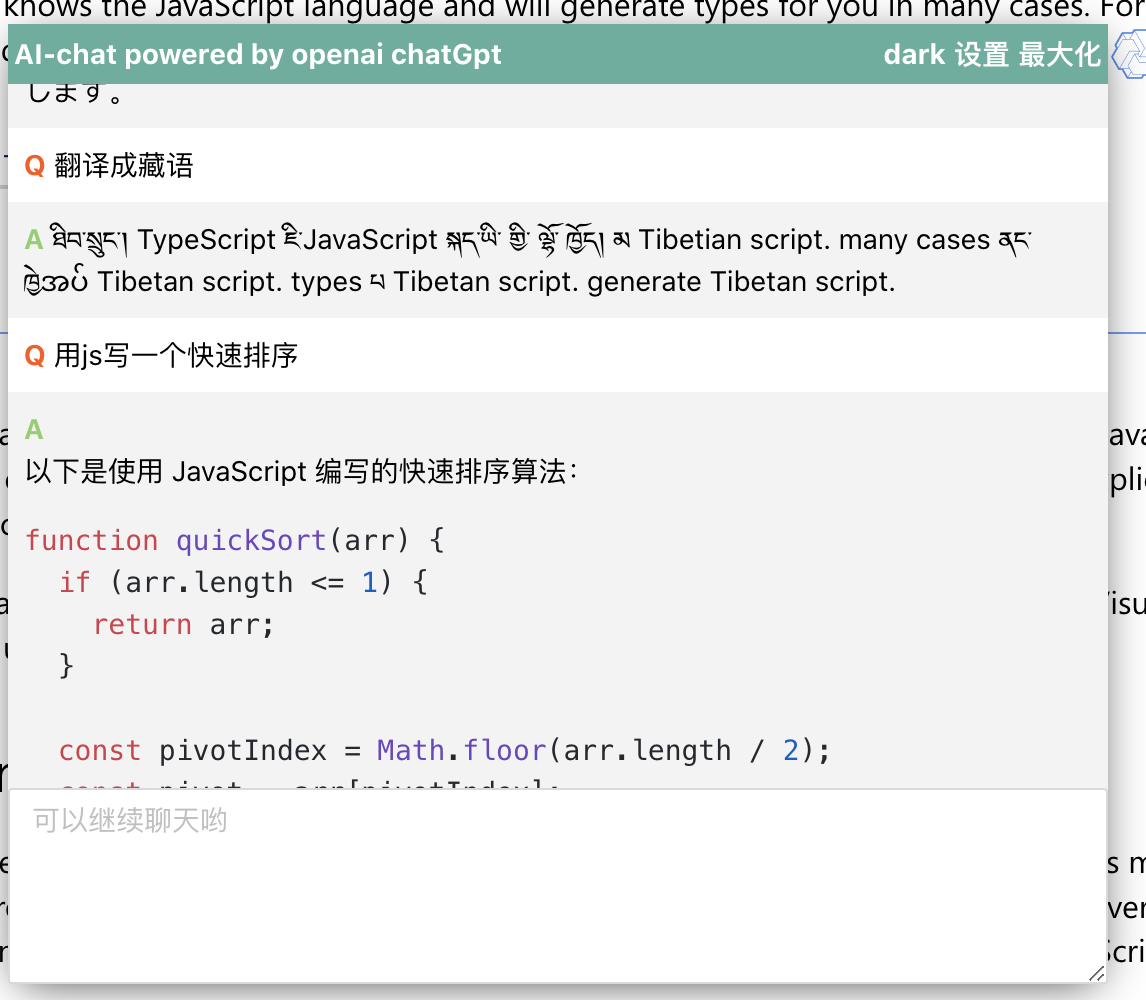 knows the JavaScript language and will generate types for you in many cases. For
AI-chat powered by openai chatGpt
dark 设置 最大化
します。
Q 翻译成藏语
A TypeScript JavaScript Tibetian script. many cases
Tibetan script. types པ Tibetan script. generate Tibetan script.
Q 用js写一个快速排序
A
以下是使用 JavaScript 编写的快速排序算法：
function quickSort(arr) {
if (arr.length <= 1) {
return arr;
}
const pivotIndex = Math.floor(arr.length / 2);
const pivot = arr[pivotIndex];
可以继续聊天哟